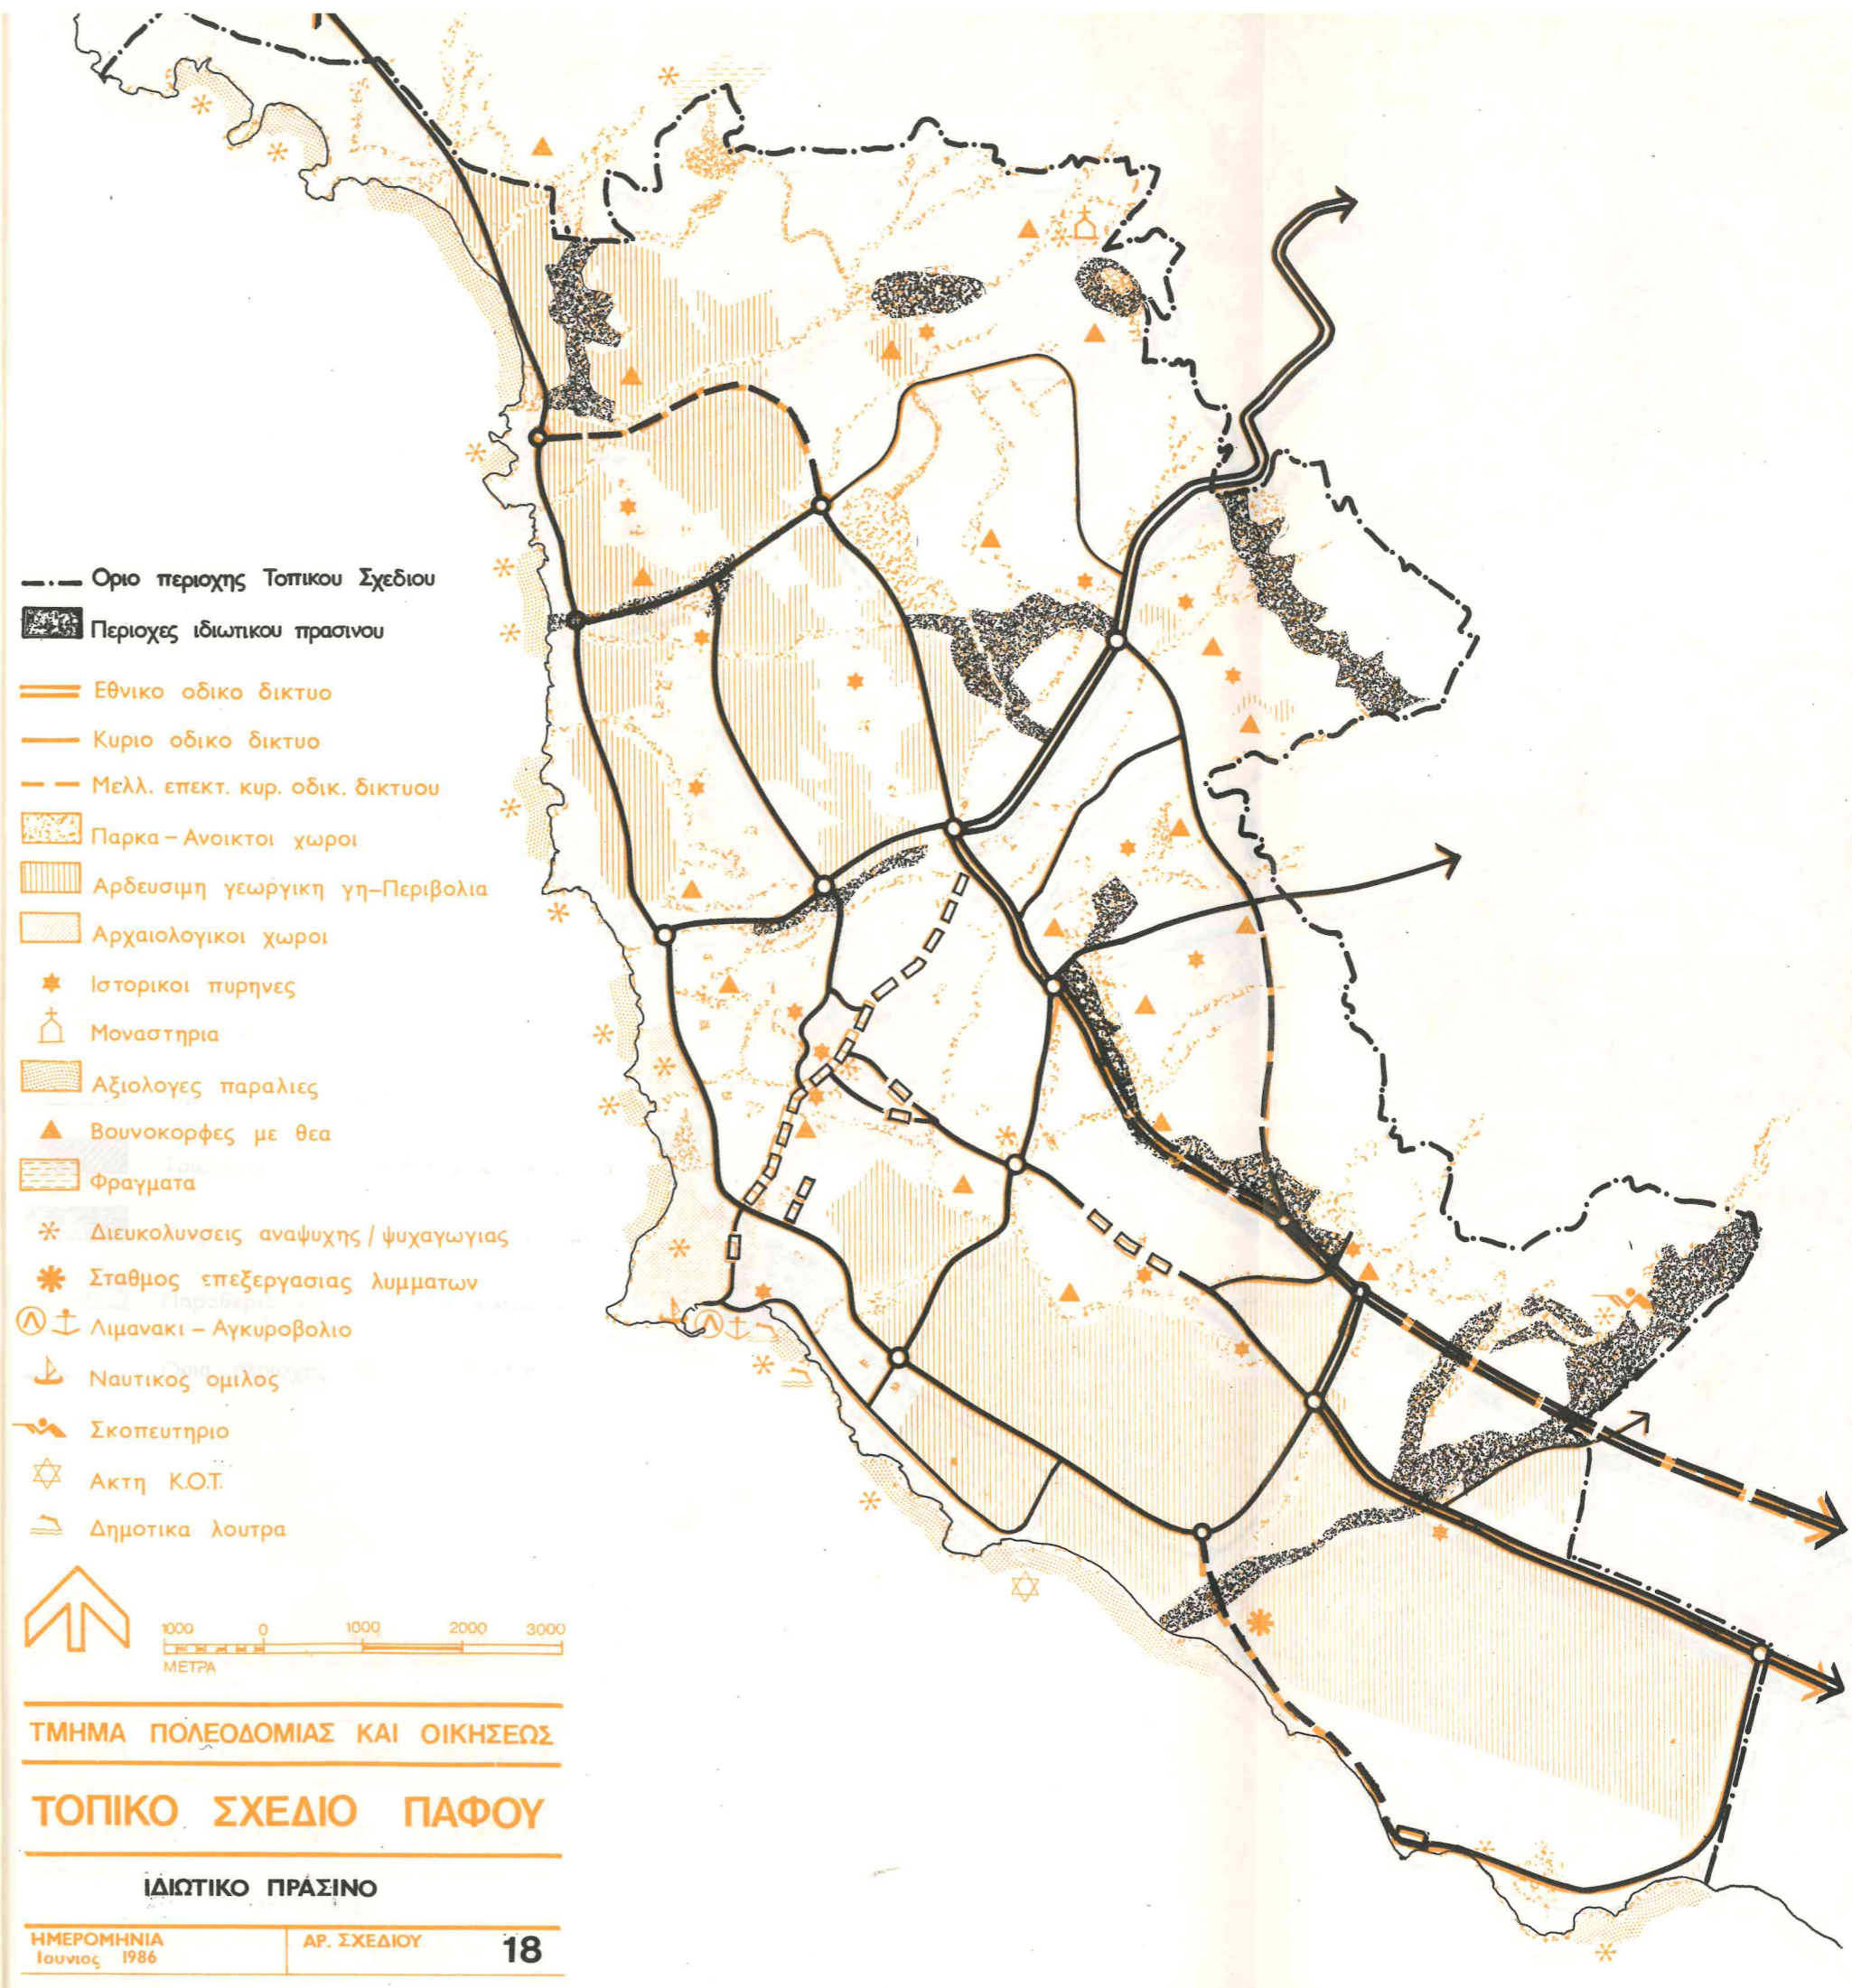 Οριο περιοχης Τοπικου Σχεδιου
Περιοχες ιδιωτικου πρασινου
Εθνικο οδικο δικτυο
Κυριο οδικο δικτυο
Μελλ. επεκτ. κυρ. οδικ. δικτυου
Παρκα – Ανοικτοι χωροι
Αρδευσιμη γεωργικη γη–Περιβολια
Αρχαιολογικοι χωροι
Ιστορικοι πυρηνες
Μοναστηρια
Αξιολογες παραλιες
Βουνοκορφες με θεα
Φραγματα
Διευκολυνσεις αναψυχης / ψυχαγωγιας
Σταθμος επεξεργασιας λυμματων
Λιμανακι – Αγκυροβολιο
Ναυτικος ομιλος
Σκοπευτηριο
Ακτη Κ.Ο.Τ.
Δημοτικα λουτρα
1000 0 1000 2000 3000
ΜΕΤΡΑ
ΤΜΗΜΑ ΠΟΛΕΟΔΟΜΙΑΣ ΚΑΙ ΟΙΚΗΣΕΩΣ
ΤΟΠΙΚΟ ΣΧΕΔΙΟ ΠΑΦΟΥ
ΙΔΙΩΤΙΚΟ ΠΡΑΣΙΝΟ
ΗΜΕΡΟΜΗΝΙΑ
Ιουνιος 1986
ΑΡ. ΣΧΕΔΙΟΥ 18